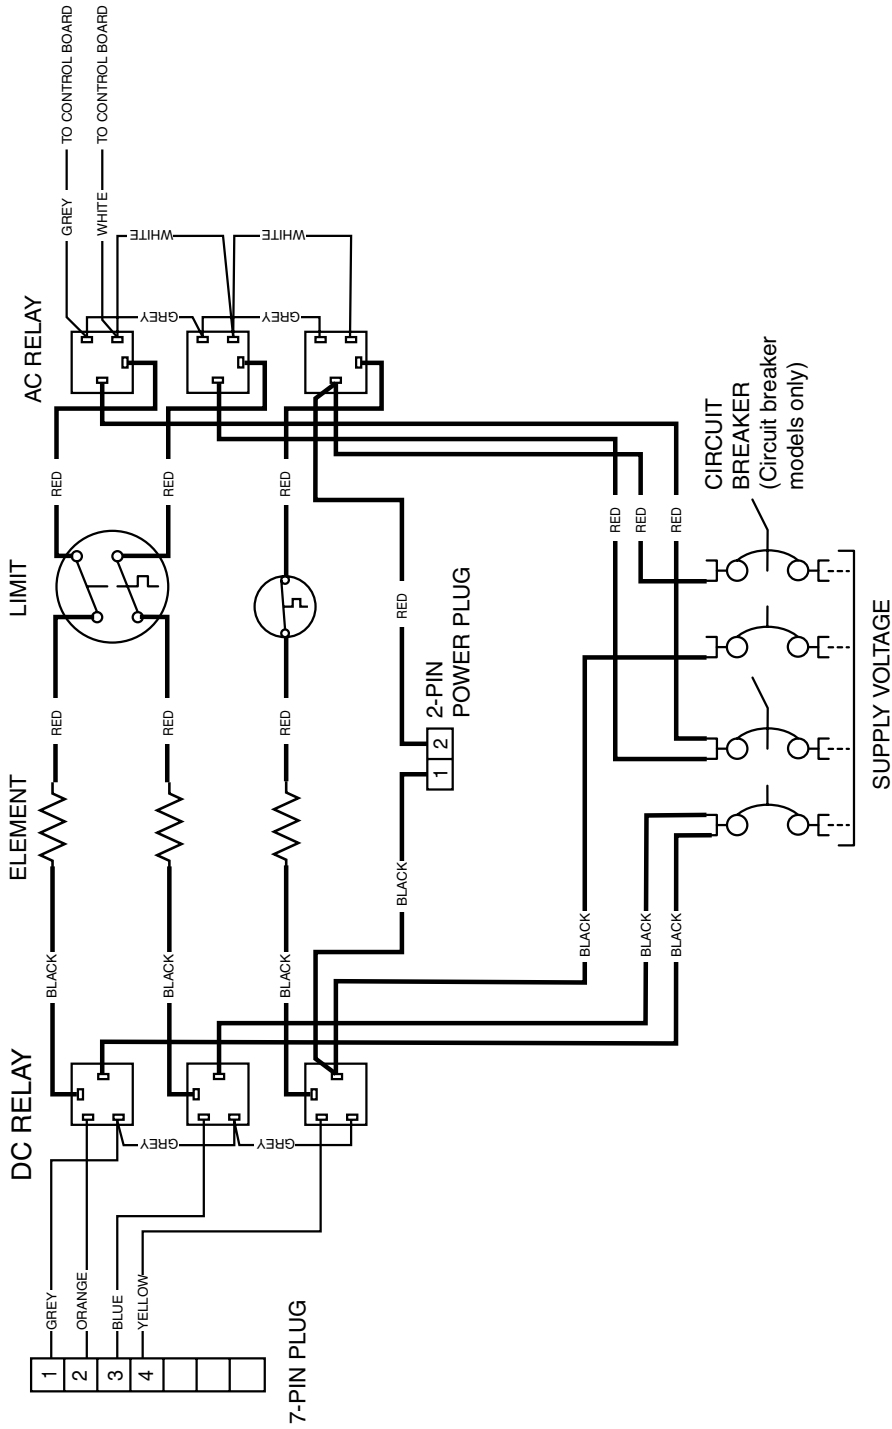 GREY TO CONTROL BOARD
WHITE TO CONTROL BOARD
WHITE
WHITE
AC RELAY
GREY
GREY
RED
RED
RED
LIMIT
CIRCUIT
BREAKER
(Circuit breaker
models only)
RED
RED
RED
RED
2-PIN
POWER PLUG
1 2
RED
RED
RED
SUPPLY VOLTAGE
ELEMENT
BLACK
BLACK
BLACK
BLACK
BLACK
BLACK
BLACK
DC RELAY
GREY
GREY
GREY
ORANGE
BLUE
YELLOW
1
2
3
4
7-PIN PLUG